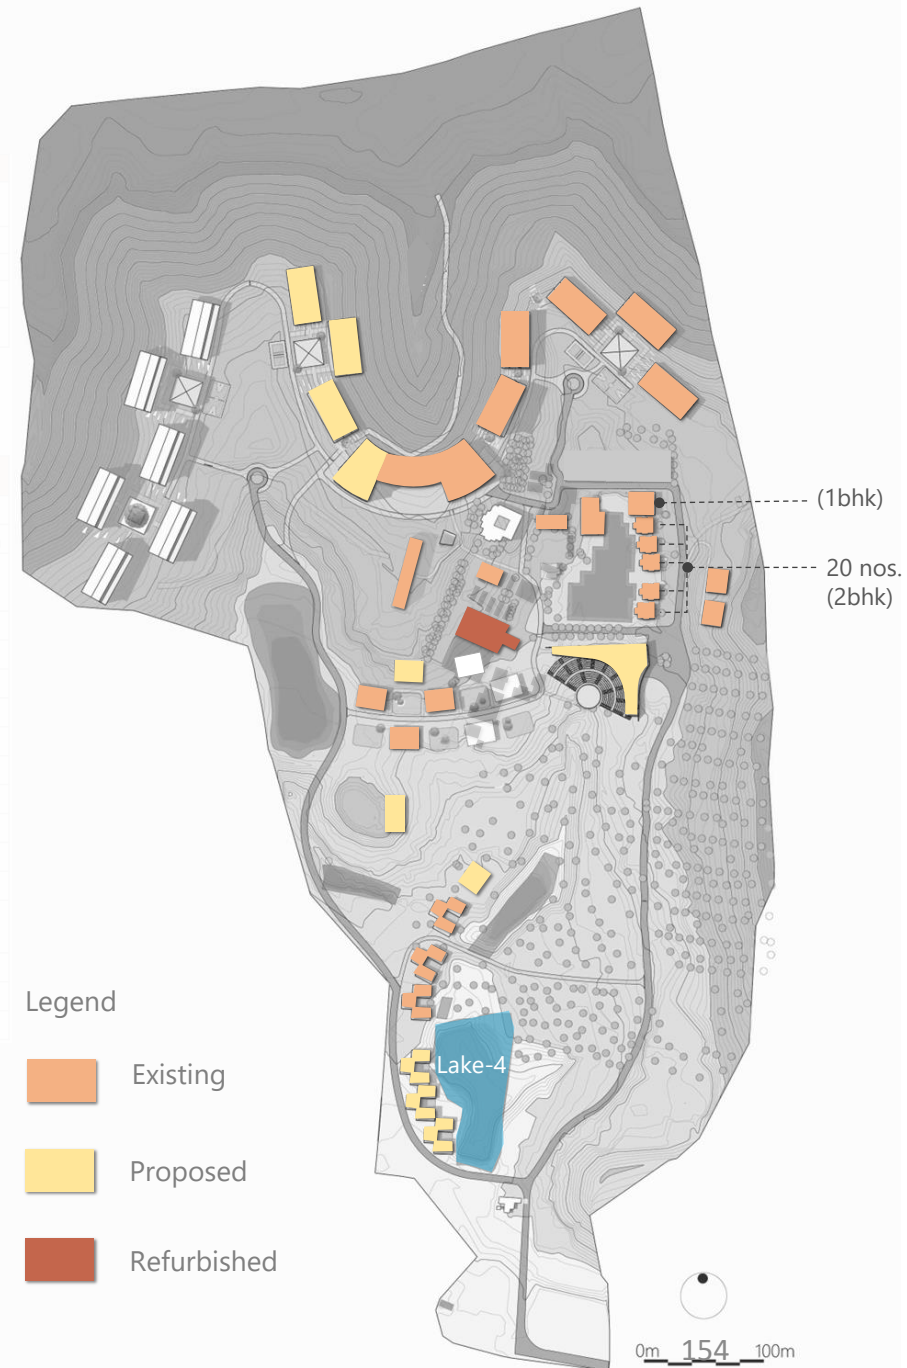 (1bhk)
20 nos.
(2bhk)
Legend
Existing
Lake-4
Proposed
Refurbished
0m 154 100m